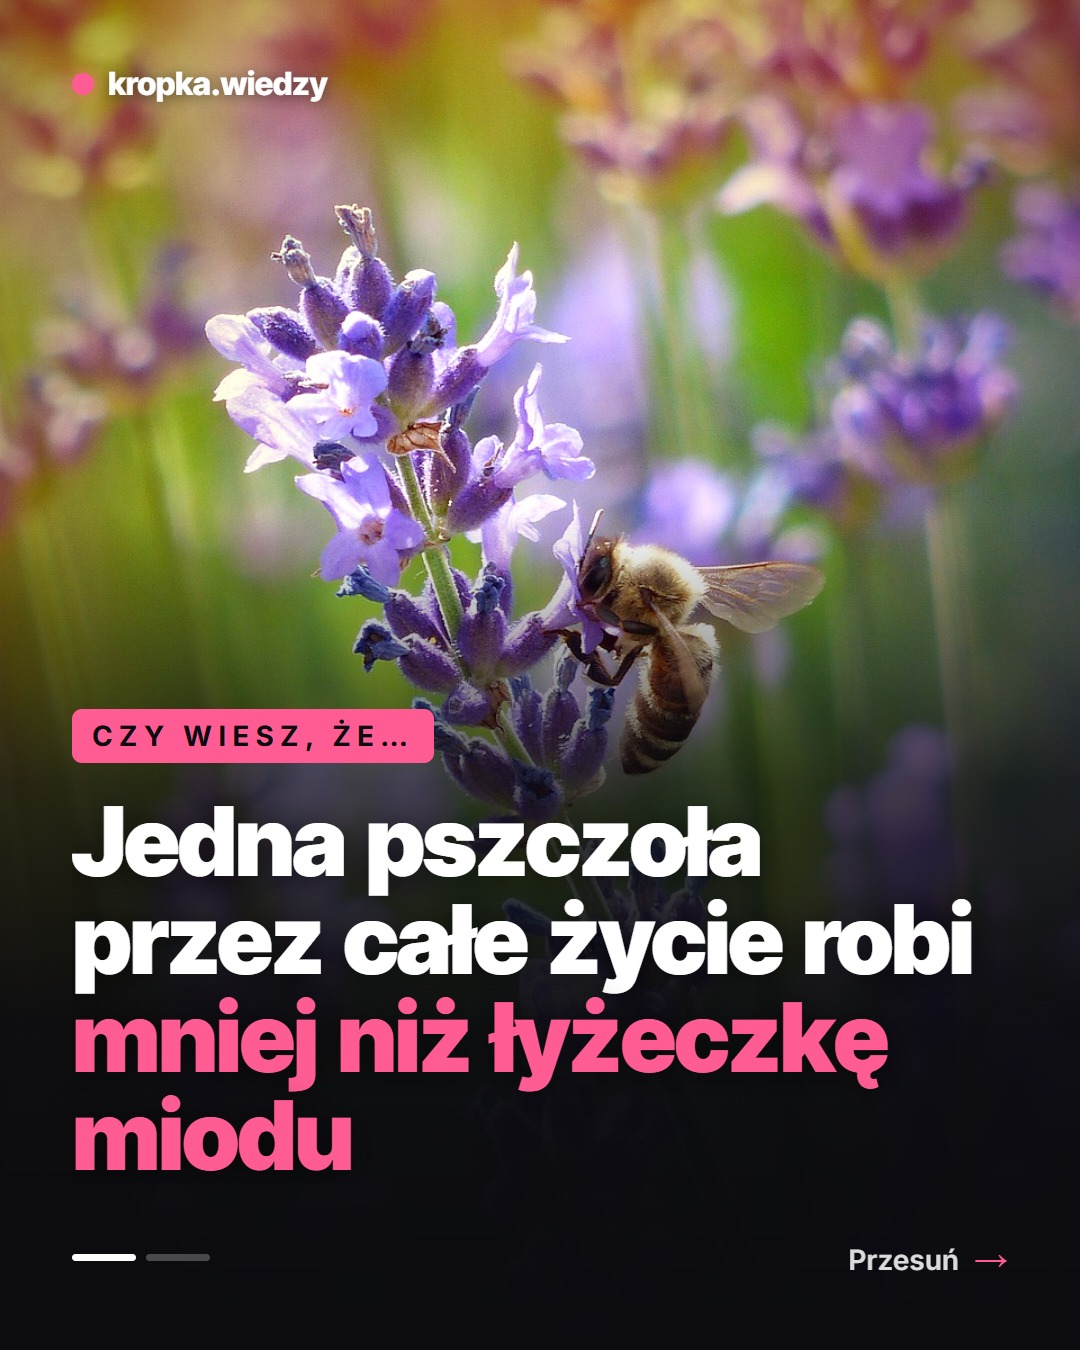 kropka.wiedzy
CZY WIESZ, ŻE...
Jedna pszczoła
przez całe życie robi
mniej niż łyżeczkę
miodu
Przesuń →